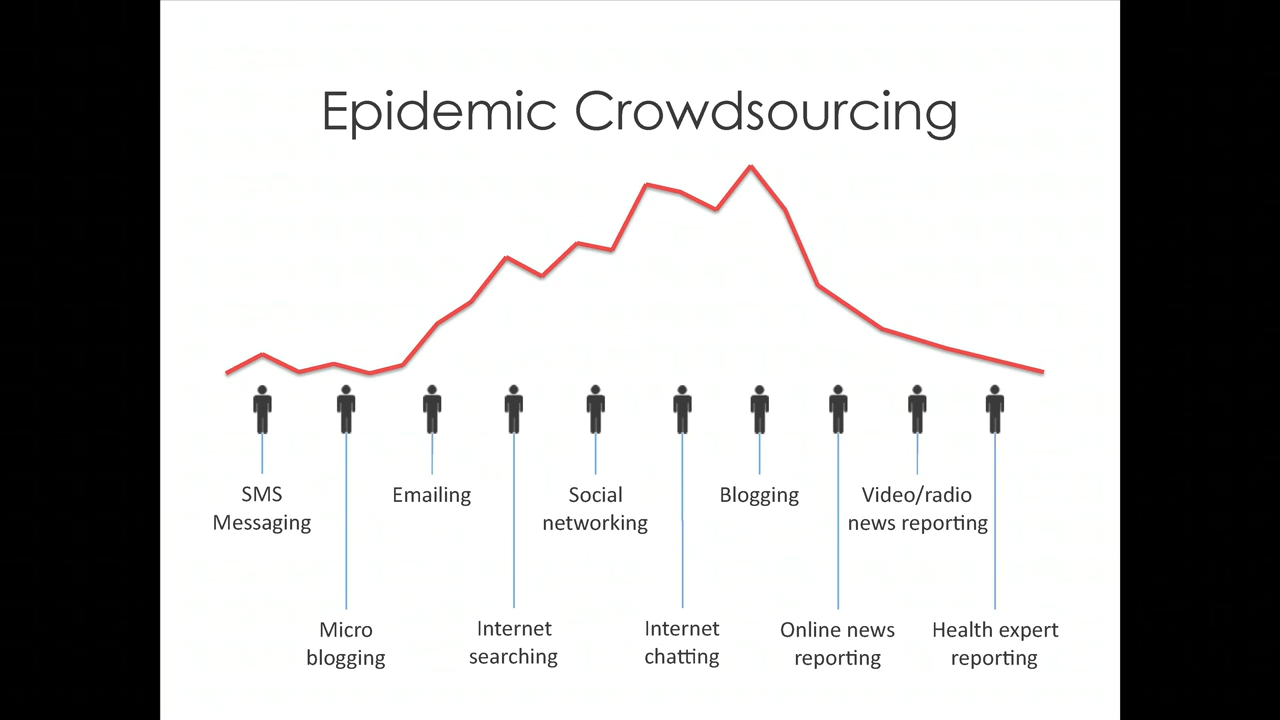 Epidemic Crowdsourcing
SMS
Messaging
Emailing
Social
networking
Blogging
Video/radio
news reporting
Micro
blogging
Internet
searching
Internet
chatting
Online news
reporting
Health expert
reporting